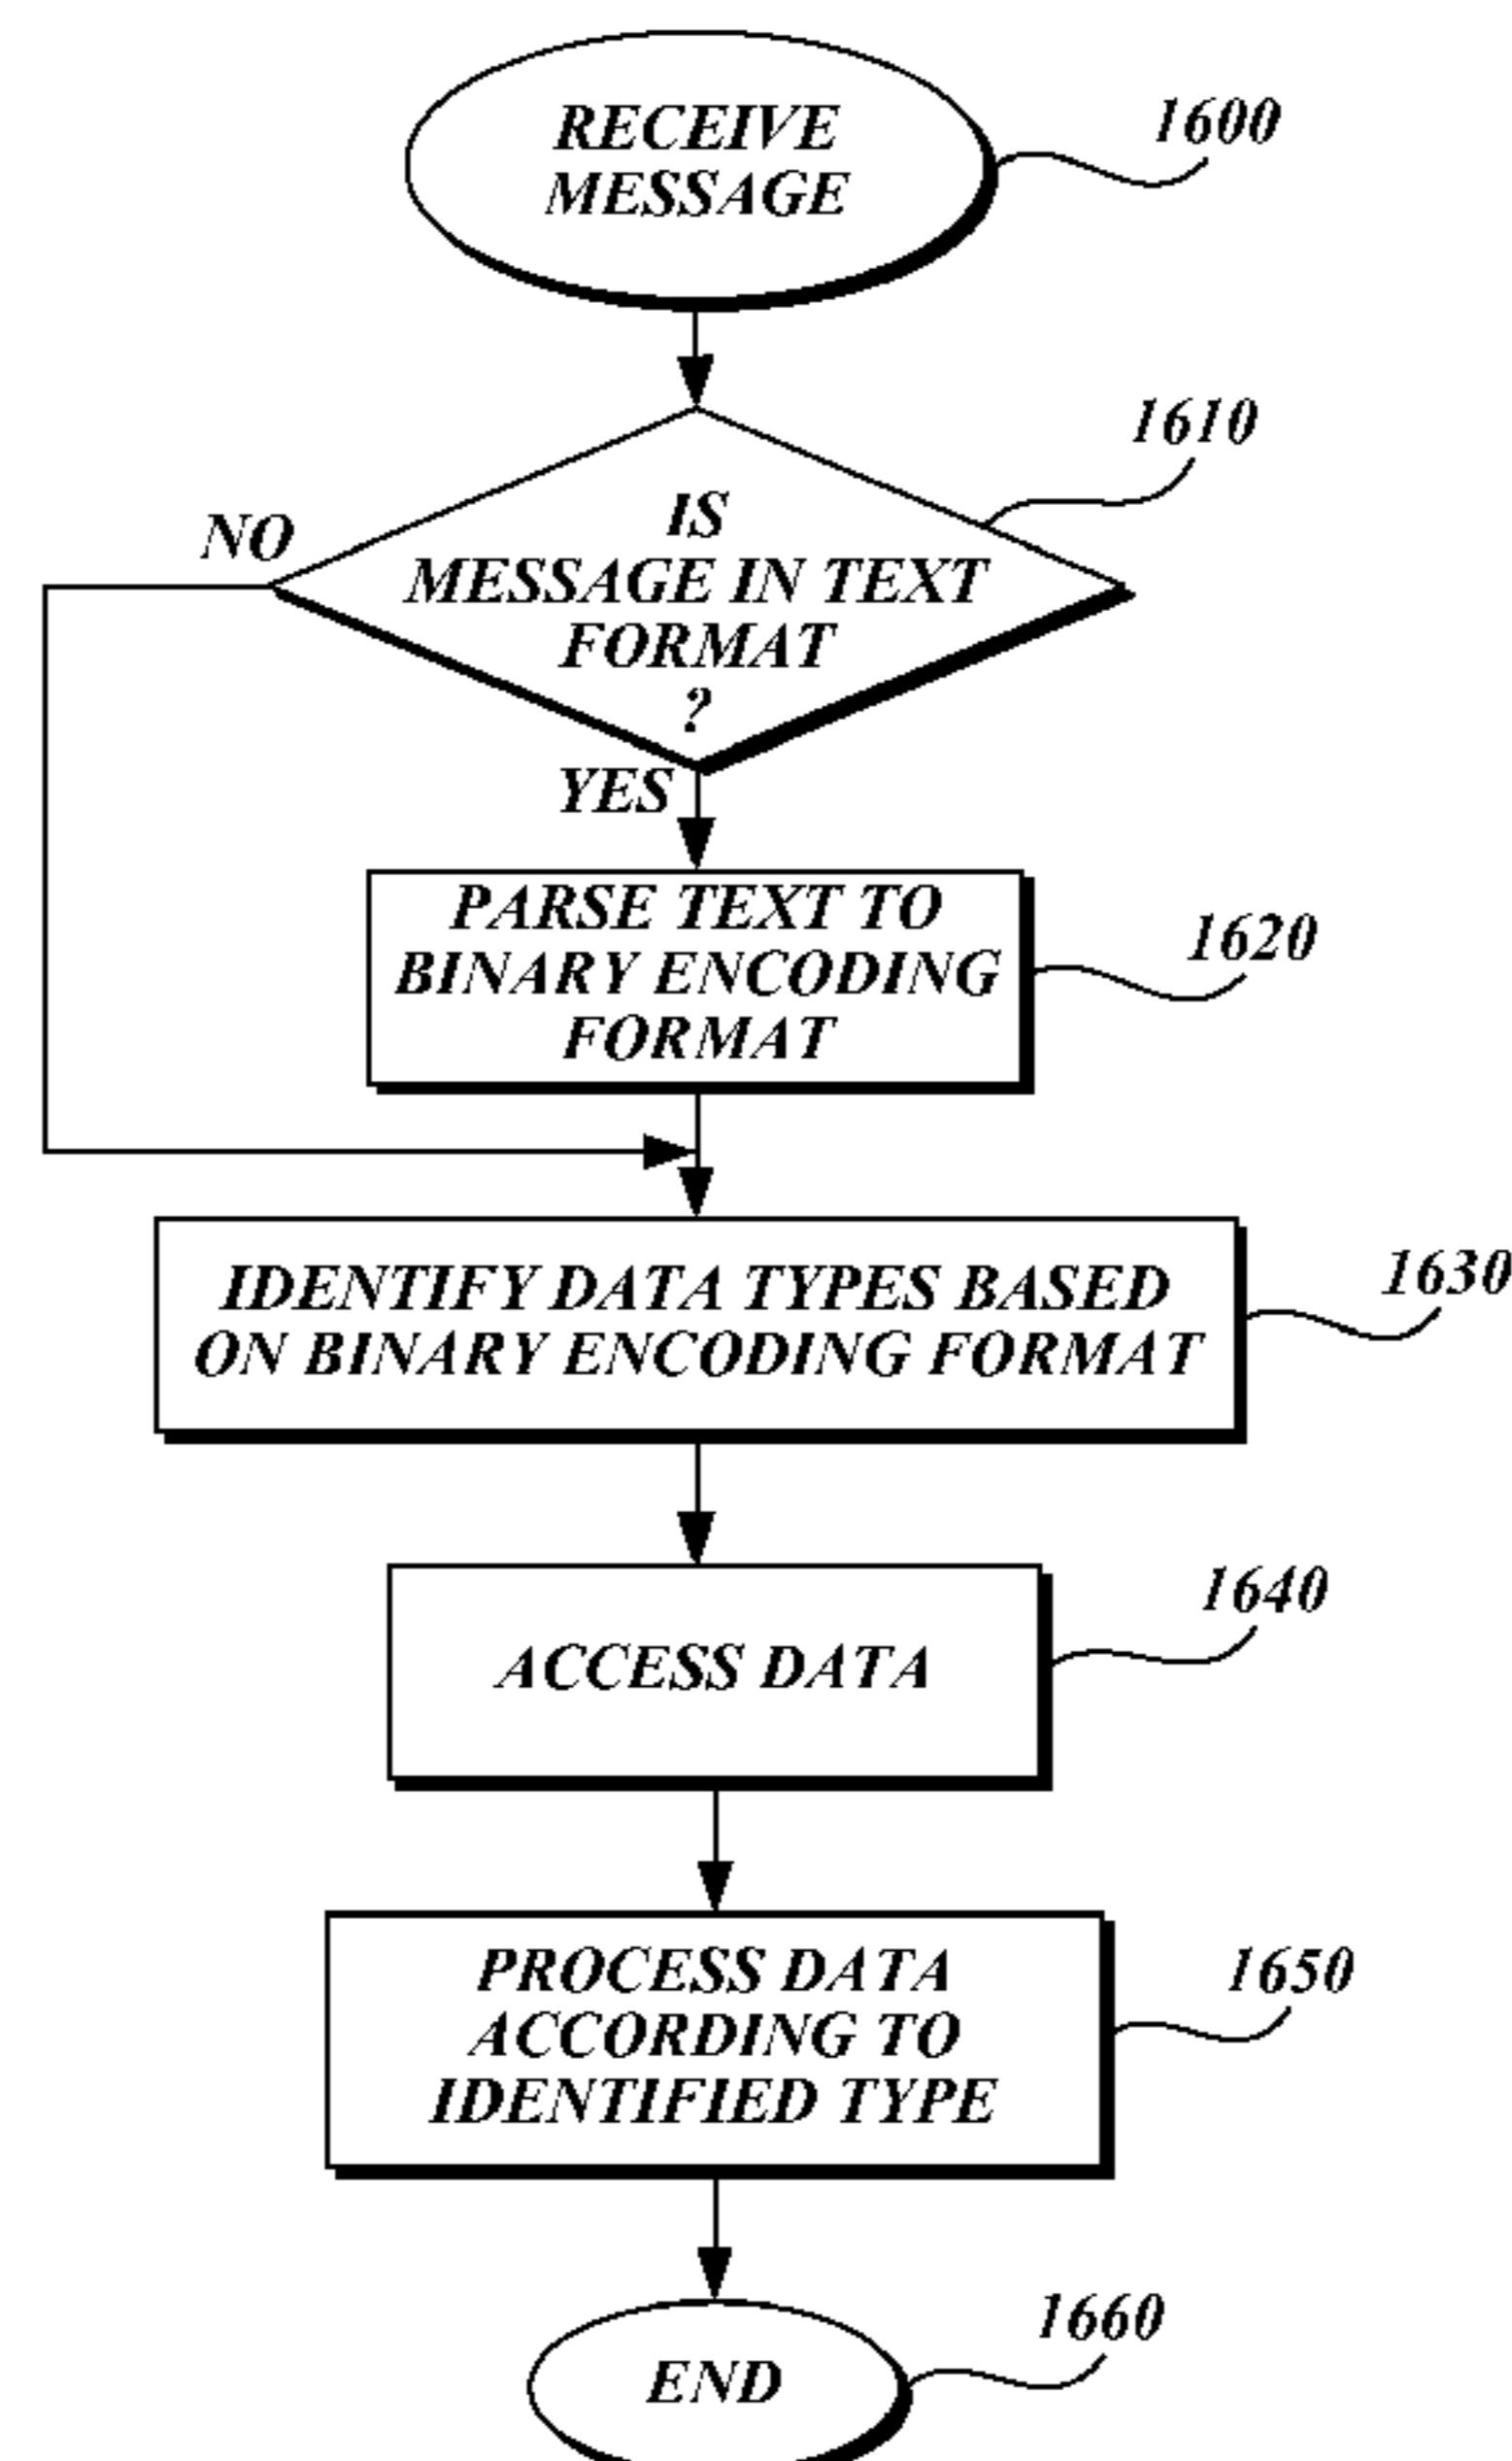 RECEIVE
MESSAGE
1600
1610
IS
MESSAGE IN TEXT
FORMAT
?
NO
YES
PARSE TEXT TO
BINARY ENCODING
FORMAT
1620
IDENTIFY DATA TYPES BASED
ON BINARY ENCODING FORMAT
1630
ACCESS DATA
1640
PROCESS DATA
ACCORDING TO
IDENTIFIED TYPE
1650
END
1660